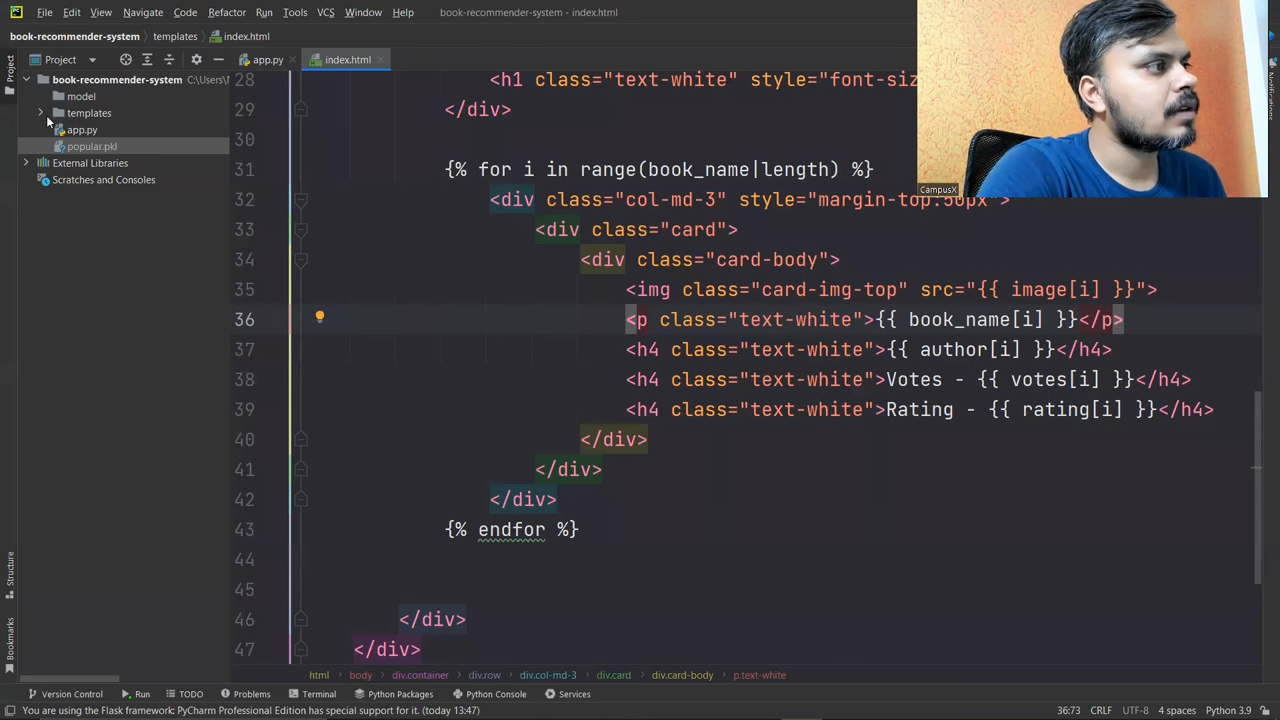 File Edit View Navigate Code Refactor Run Tools VCS Window Help book-recommender-system - index.html
book-recommender-system templates index.html
Project
app.py
index.html
Project
book-recommender-system C:\Users\
model
templates
app.py
popular.pkl
External Libraries
Scratches and Consoles
28 <h1 class="text-white" style="font-siz
29 </div>
30
31 {% for i in range(book_name|length) %}
32 <div class="col-md-3" style="margin-top:50px">
33 <div class="card">
34 <div class="card-body">
35 <img class="card-img-top" src="{{ image[i] }}">
36 <p class="text-white">{{ book_name[i] }}</p>
37 <h4 class="text-white">{{ author[i] }}</h4>
38 <h4 class="text-white">Votes - {{ votes[i] }}</h4>
39 <h4 class="text-white">Rating - {{ rating[i] }}</h4>
40 </div>
41 </div>
42 </div>
43 {% endfor %}
44
45
46 </div>
47 </div>
CampusX
Notifications
Structure
Bookmarks
html body div.container div.row div.col-md-3 div.card div.card-body p.text-white
Version Control Run TODO Problems Terminal Python Packages Python Console Services
You are using the Flask framework: PyCharm Professional Edition has special support for it. (today 13:47) 36:73 CRLF UTF-8 4 spaces Python 3.9